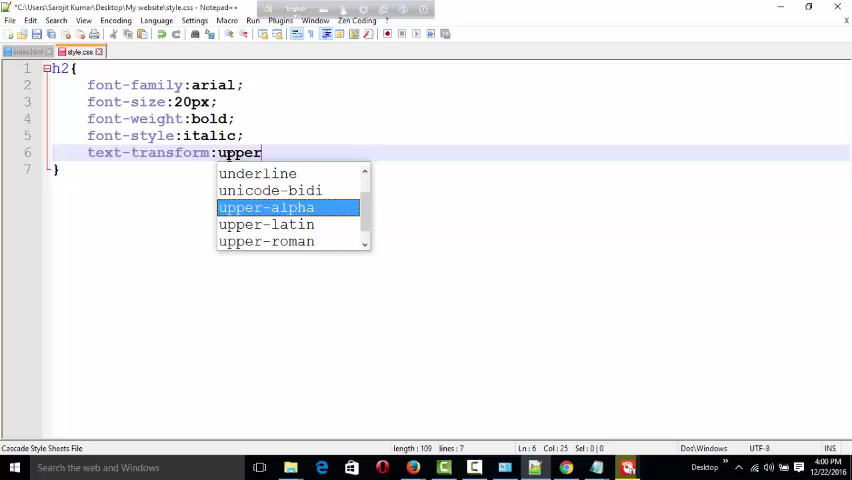 *C:\Users\Sarojit Kumar\Desktop\My website\style.css - Notepad++
English
File Edit Search View Encoding Language Settings Macro Run TextFX Plugins Window Zen Coding ?
X
index.html style.css
1 h2{
2 font-family:arial;
3 font-size:20px;
4 font-weight:bold;
5 font-style:italic;
6 text-transform:upper
7 }
underline
unicode-bidi
upper-alpha
upper-latin
upper-roman
Cascade Style Sheets File length : 109 lines : 7 Ln : 6 Col : 25 Sel : 0 | 0 Dos\Windows UTF-8 INS
Search the web and Windows Desktop 4:00 PM
12/22/2016